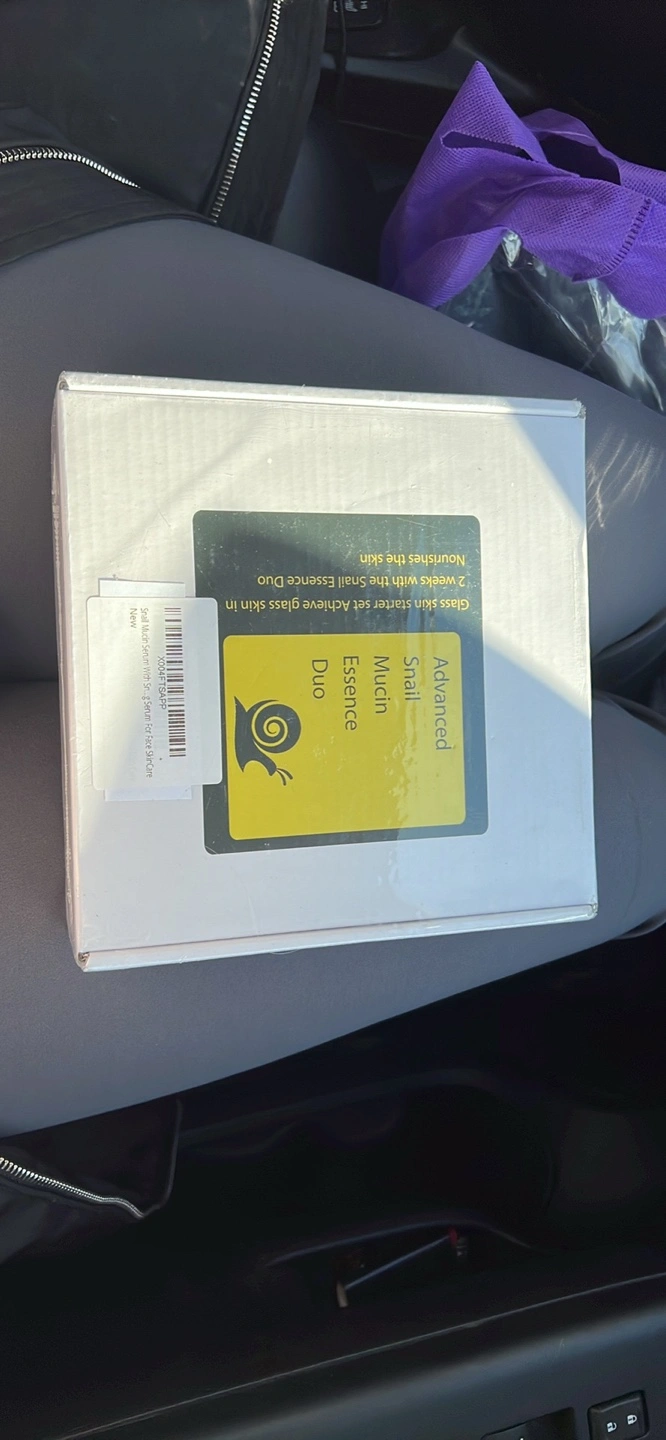 Advanced
Snail
Mucin
Essence
Duo
Glass skin starter set Achieve glass skin in
2 weeks with the Snail Essence Duo
Nourishes the skin
X004FTSAPP
Snail Mucin Serum With Serum For Face SkinCare
New